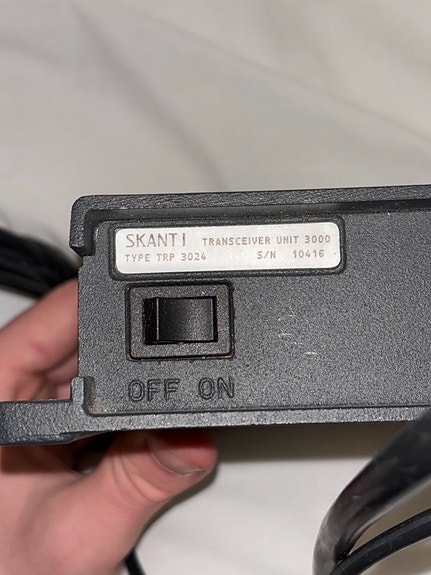 SKANTI TRANSCEIVER UNIT 3000
TYPE TRP 3024 S/N 10416
OFF ON